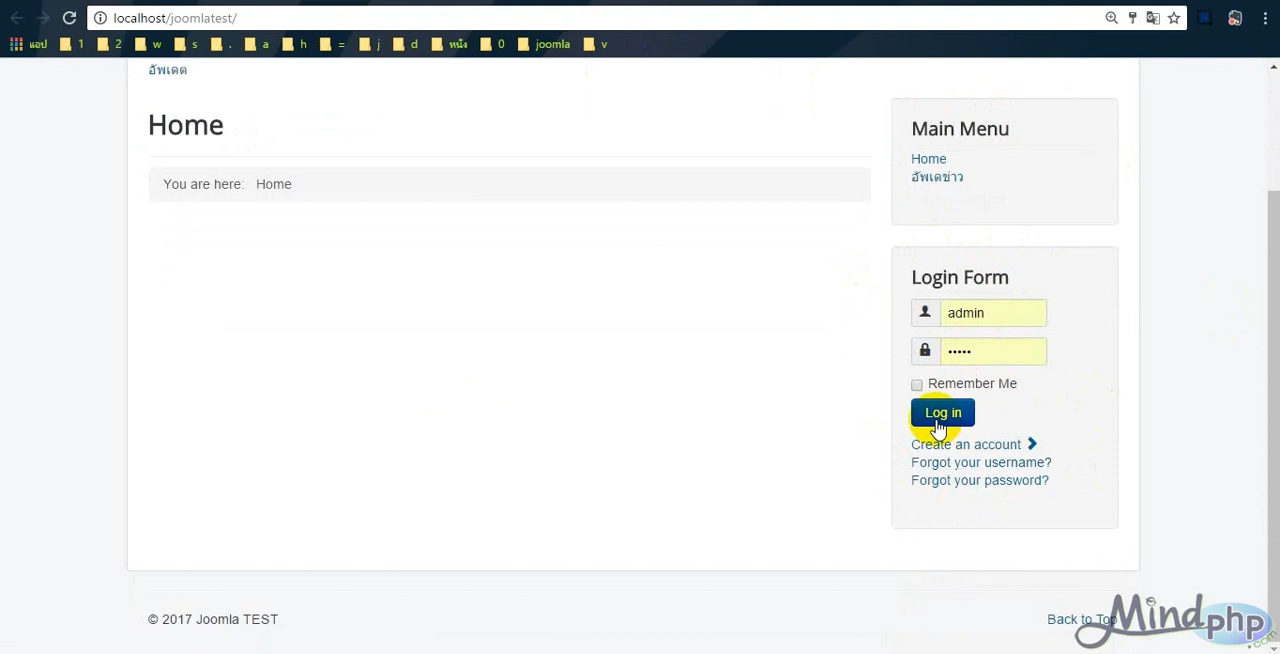 localhost/joomlatest/
แอป 1 2 w s . a h = j d หนัง 0 joomla v
อัพเดต
Home
You are here: Home
Main Menu
Home
อัพเดข่าว
Login Form
admin
•••••
Remember Me
Log in
Create an account
Forgot your username?
Forgot your password?
© 2017 Joomla TEST
Back to Top
Mindphp.com